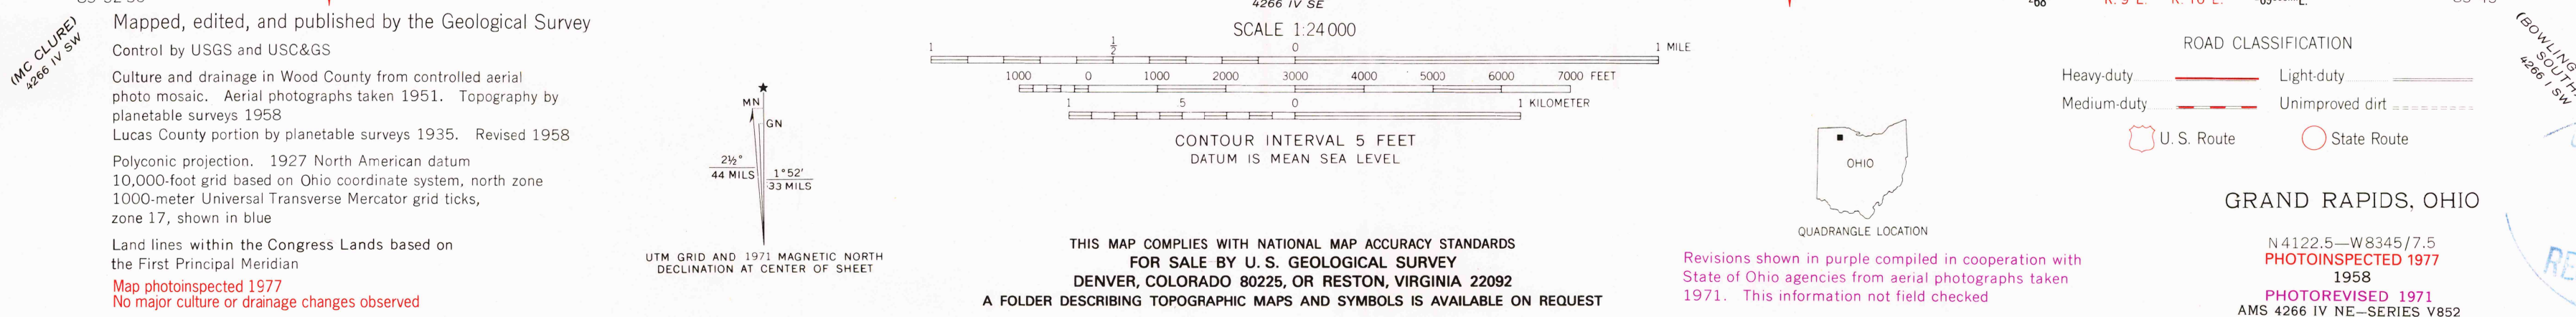 (MC CLURE)
4266 IV SW
Mapped, edited, and published by the Geological Survey
Control by USGS and USC&GS
Culture and drainage in Wood County from controlled aerial
photo mosaic. Aerial photographs taken 1951. Topography by
planetable surveys 1958
Lucas County portion by planetable surveys 1935. Revised 1958
Polyconic projection. 1927 North American datum
10,000-foot grid based on Ohio coordinate system, north zone
1000-meter Universal Transverse Mercator grid ticks,
zone 17, shown in blue
Land lines within the Congress Lands based on
the First Principal Meridian
Map photoinspected 1977
No major culture or drainage changes observed
MN
GN
2½°
44 MILS
1°52'
33 MILS
UTM GRID AND 1971 MAGNETIC NORTH
DECLINATION AT CENTER OF SHEET
4266 IV SE
SCALE 1:24 000
1 ½ 0 1 MILE
1000 0 1000 2000 3000 4000 5000 6000 7000 FEET
1 .5 0 1 KILOMETER
CONTOUR INTERVAL 5 FEET
DATUM IS MEAN SEA LEVEL
THIS MAP COMPLIES WITH NATIONAL MAP ACCURACY STANDARDS
FOR SALE BY U. S. GEOLOGICAL SURVEY
DENVER, COLORADO 80225, OR RESTON, VIRGINIA 22092
A FOLDER DESCRIBING TOPOGRAPHIC MAPS AND SYMBOLS IS AVAILABLE ON REQUEST
OHIO
QUADRANGLE LOCATION
Revisions shown in purple compiled in cooperation with
State of Ohio agencies from aerial photographs taken
1971. This information not field checked
ROAD CLASSIFICATION
Heavy-duty Light-duty
Medium-duty Unimproved dirt
U. S. Route State Route
GRAND RAPIDS, OHIO
N4122.5—W8345/7.5
PHOTOINSPECTED 1977
1958
PHOTOREVISED 1971
AMS 4266 IV NE—SERIES V852
(BOWLING
SOUTH
4266 I SW